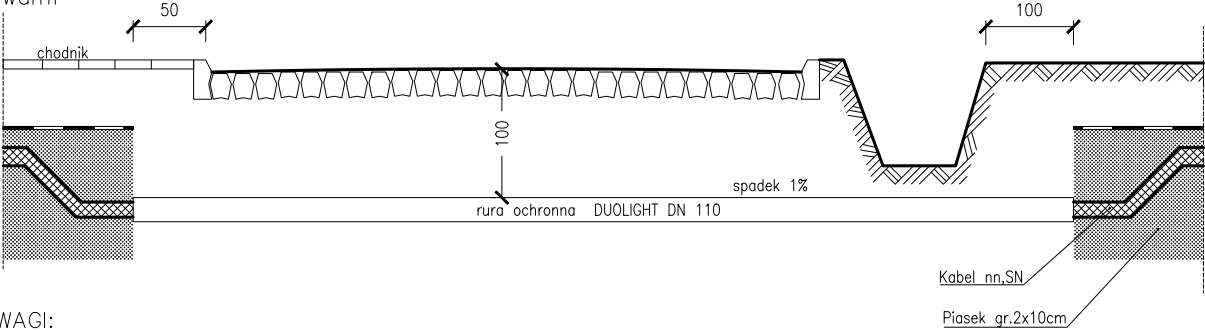 50
100
chodnik
100
spadek 1%
rura ochronna DUOLIGHT DN 110
Kabel nn,SN
Piasek gr.2x10cm
WAGI: